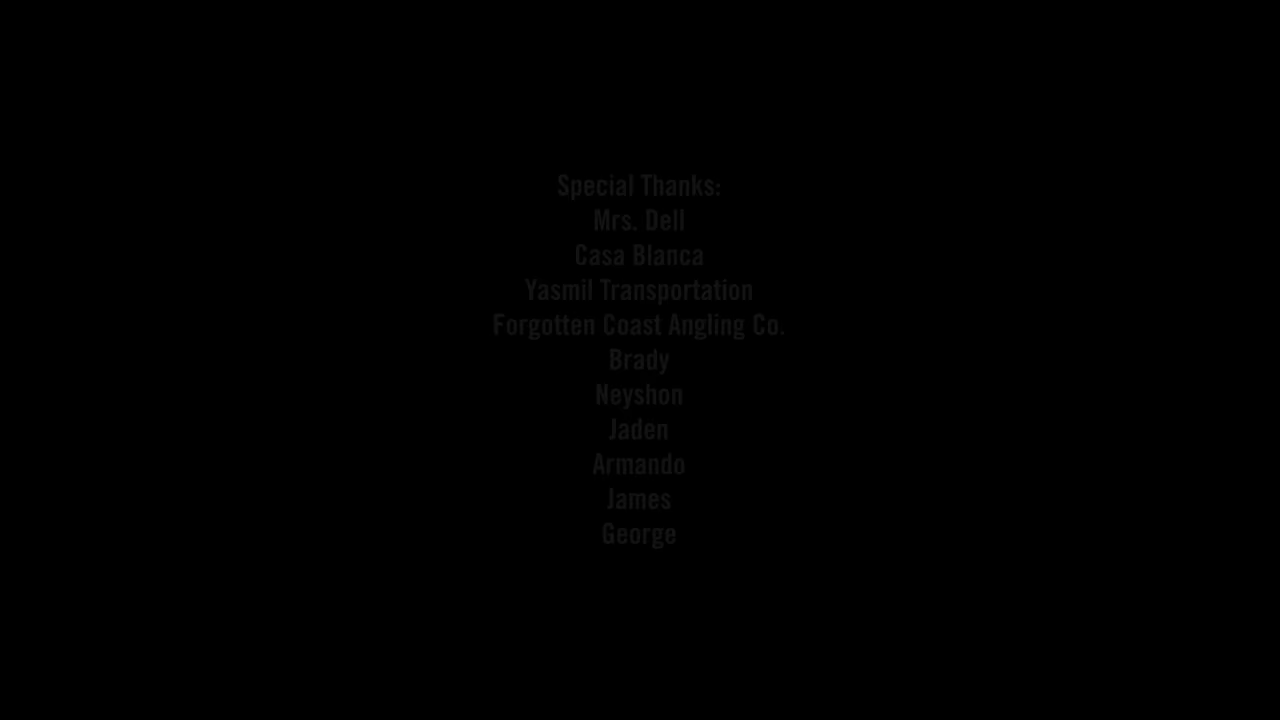 Special Thanks:
Mrs. Dell
Casa Blanca
Yasmil Transportation
Forgotten Coast Angling Co.
Brady
Neyshon
Jaden
Armando
James
George